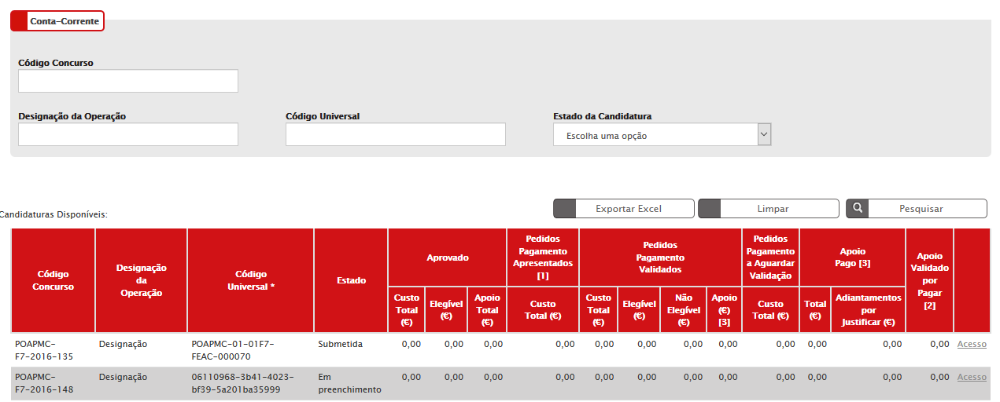 Conta-Corrente
Código Concurso
Designação da Operação
Código Universal
Estado da Candidatura
Escolha uma opção
Candidaturas Disponíveis:
Exportar Excel
Limpar
Pesquisar
Código
Concurso
Designação
da
Operação
Código
Universal *
Estado
Aprovado
Pedidos
Pagamento
Apresentados
[1]
Pedidos
Pagamento
Validados
Pedidos
Pagamento
a Aguardar
Validação
Apoio
Pago [3]
Apoio
Validado
por
Pagar
[2]
Custo
Total
(€)
Elegível
(€)
Apoio
Total
(€)
Custo
Total (€)
Custo
Total
(€)
Elegível
(€)
Não
Elegível
(€)
Apoio
(€)
[3]
Custo
Total (€)
Total
(€)
Adiantamentos
por
Justificar (€)
POAPMC-
F7-2016-135
Designação
POAPMC-01-01F7-
FEAC-000070
Submetida
0,00 0,00 0,00 0,00 0,00 0,00 0,00 0,00 0,00 0,00 0,00 0,00 Acesso
POAPMC-
F7-2016-148
Designação
06110968-3b41-4023-
bf39-5a201ba35999
Em
preenchimento
0,00 0,00 0,00 0,00 0,00 0,00 0,00 0,00 0,00 0,00 0,00 0,00 Acesso